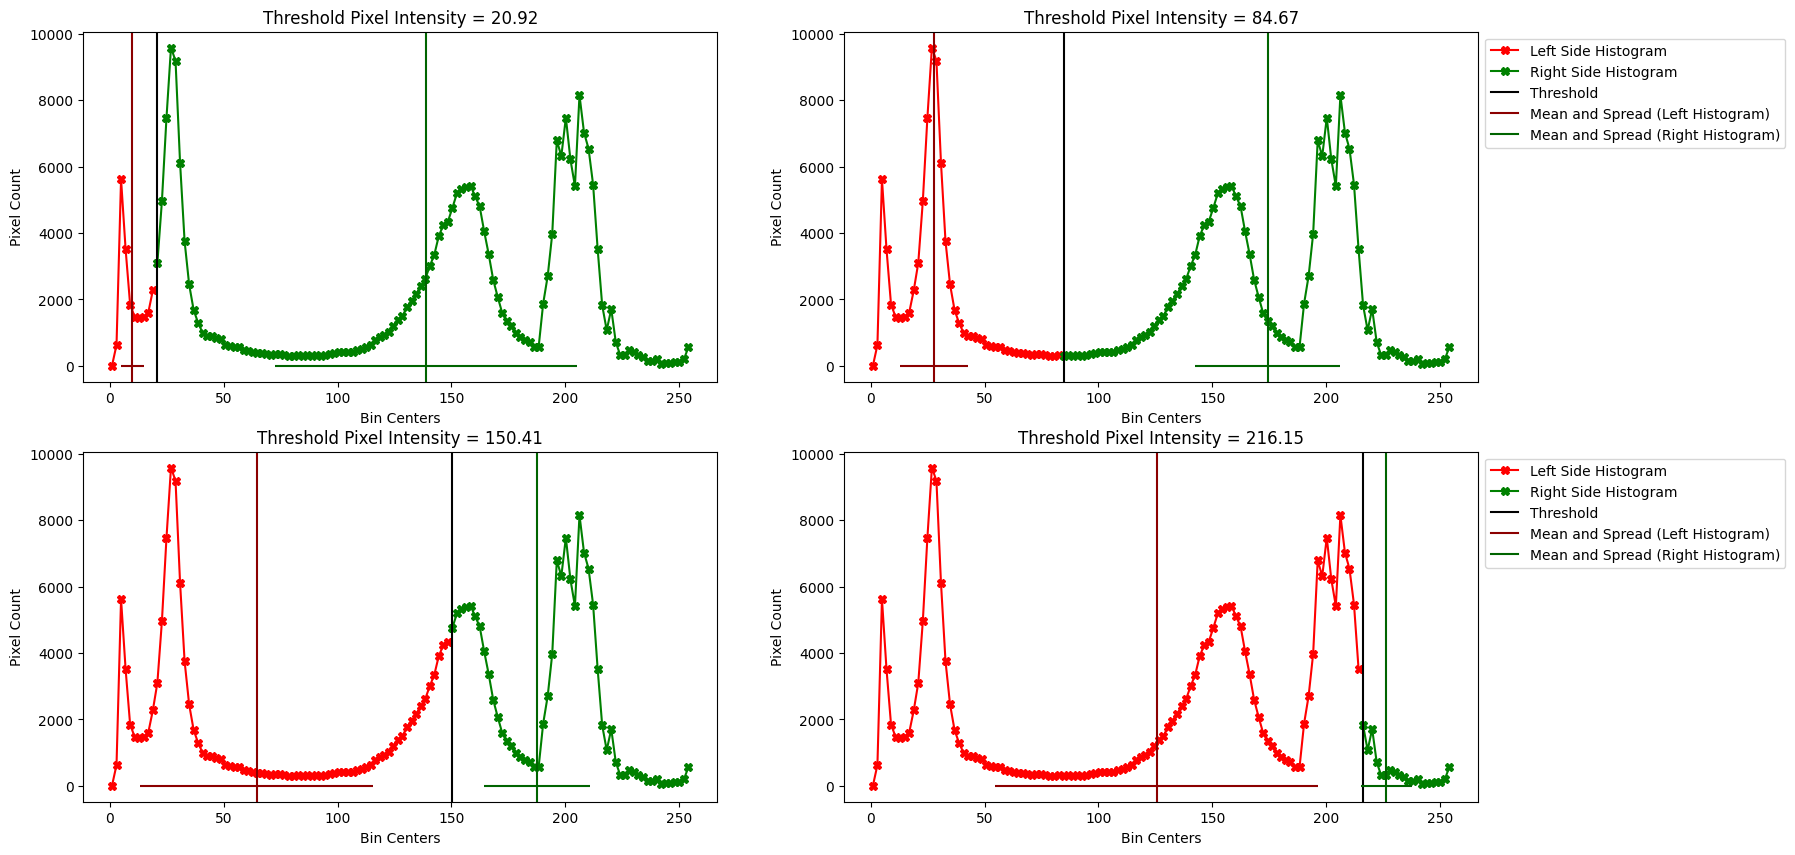 Threshold Pixel Intensity = 20.92
10000
8000
6000
4000
2000
0
Pixel Count
0 50 100 150 200 250
Bin Centers
Threshold Pixel Intensity = 84.67
10000
8000
6000
4000
2000
0
Pixel Count
0 50 100 150 200 250
Bin Centers
Left Side Histogram
Right Side Histogram
Threshold
Mean and Spread (Left Histogram)
Mean and Spread (Right Histogram)
Threshold Pixel Intensity = 150.41
10000
8000
6000
4000
2000
0
Pixel Count
0 50 100 150 200 250
Bin Centers
Threshold Pixel Intensity = 216.15
10000
8000
6000
4000
2000
0
Pixel Count
0 50 100 150 200 250
Bin Centers
Left Side Histogram
Right Side Histogram
Threshold
Mean and Spread (Left Histogram)
Mean and Spread (Right Histogram)